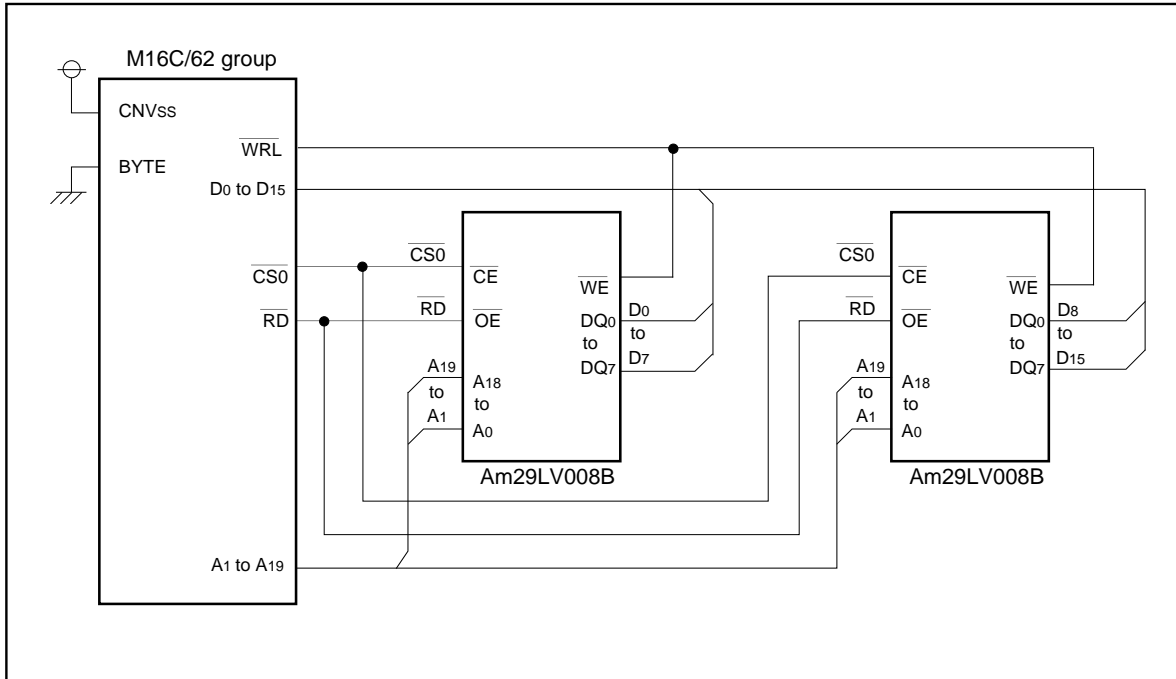 M16C/62 group
CNVSS
BYTE
WRL
D0 to D15
CS0
RD
A1 to A19
CS0
RD
A19
to
A1
CE
OE
A18
to
A0
WE
DQ0
to
DQ7
D0
to
D7
Am29LV008B
CS0
RD
A19
to
A1
CE
OE
A18
to
A0
WE
DQ0
to
DQ7
D8
to
D15
Am29LV008B